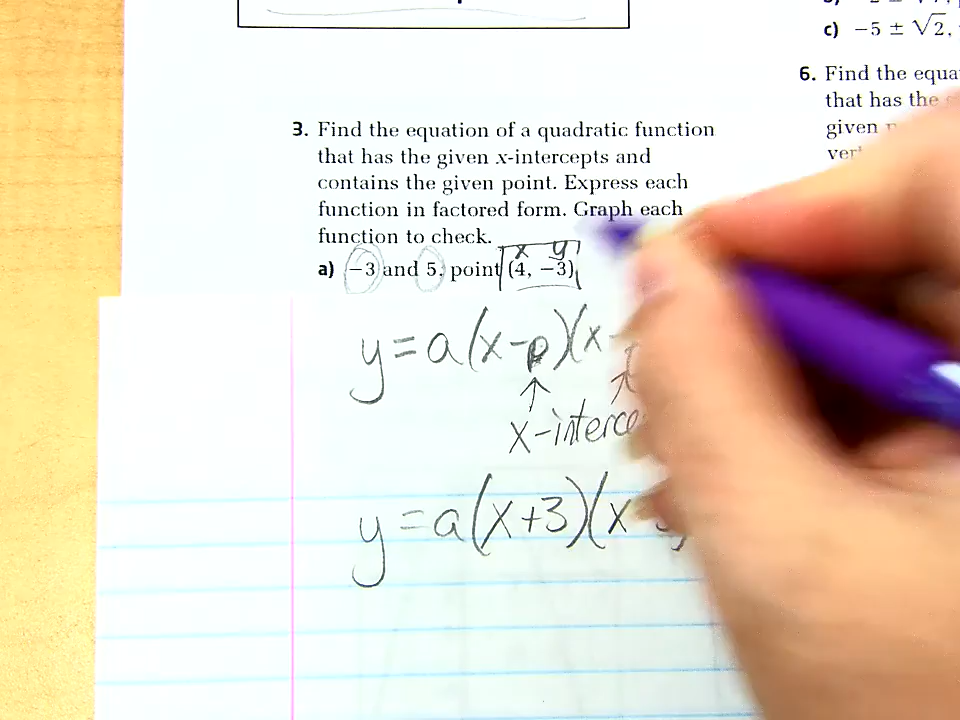 c) −5 ± √2,
3. Find the equation of a quadratic function
that has the given x-intercepts and
contains the given point. Express each
function in factored form. Graph each
function to check.
x y
a) −3 and 5, point (4, −3)
y=a(x-p)(x-
x-interce
y=a(x+3)(x-5)
6. Find the equa
that has the
given